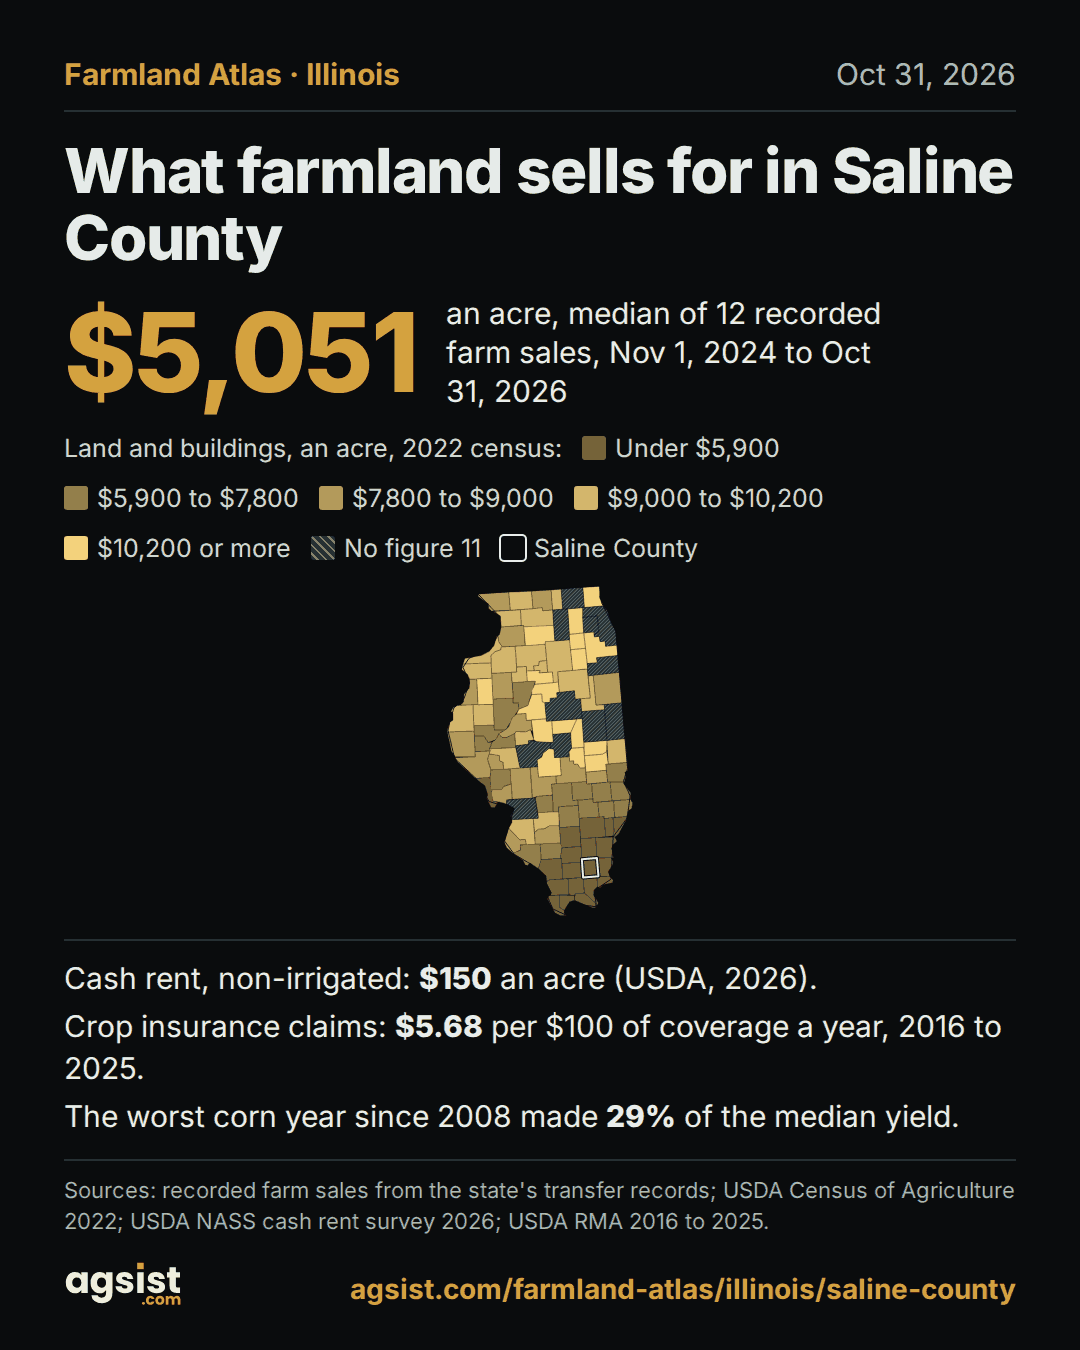 Farmland Atlas · Illinois
Oct 31, 2026
What farmland sells for in Saline
County
$5,051
an acre, median of 12 recorded
farm sales, Nov 1, 2024 to Oct
31, 2026
Land and buildings, an acre, 2022 census: Under $5,900
$5,900 to $7,800 $7,800 to $9,000 $9,000 to $10,200
$10,200 or more No figure 11 Saline County
Cash rent, non-irrigated: $150 an acre (USDA, 2026).
Crop insurance claims: $5.68 per $100 of coverage a year, 2016 to
2025.
The worst corn year since 2008 made 29% of the median yield.
Sources: recorded farm sales from the state's transfer records; USDA Census of Agriculture
2022; USDA NASS cash rent survey 2026; USDA RMA 2016 to 2025.
agsist
.com
agsist.com/farmland-atlas/illinois/saline-county